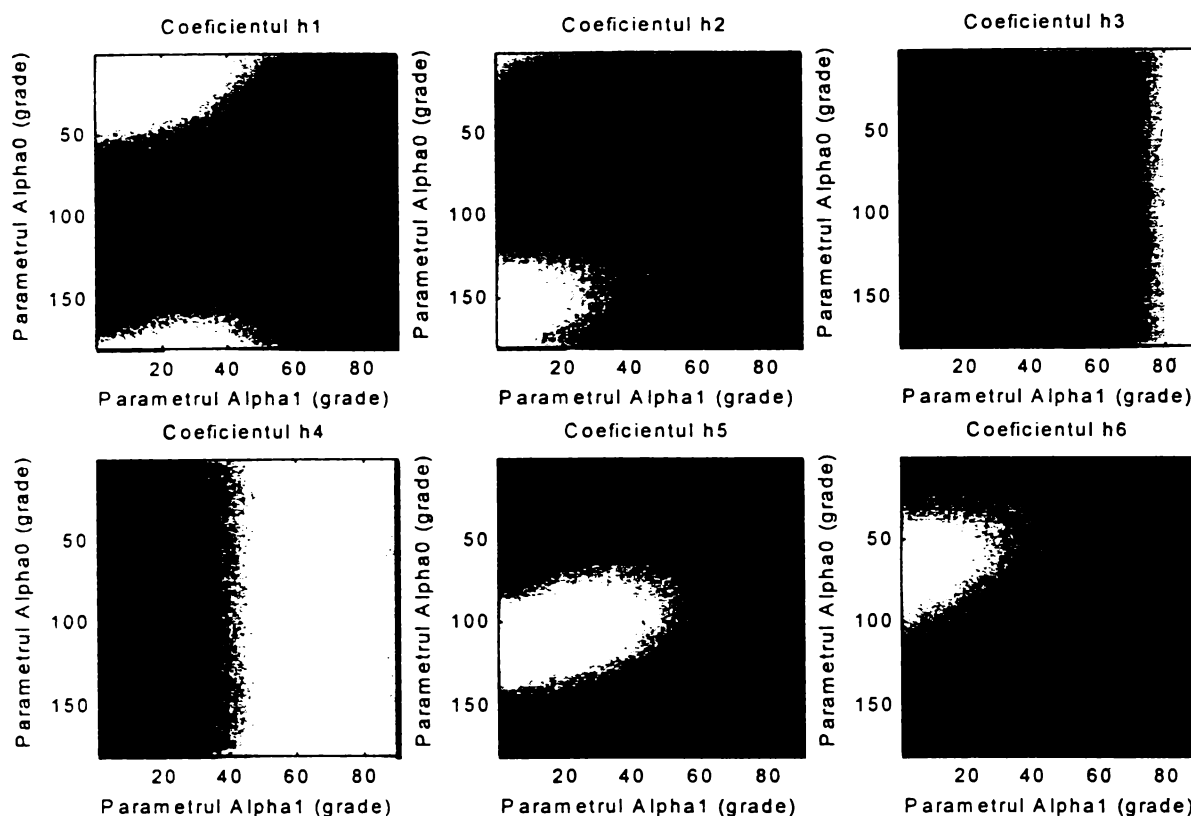 Coeficientul h1
Coeficientul h2
Coeficientul h3
Parametrul Alpha0 (grade)
50
100
150
20 40 60 80
Parametrul Alpha1 (grade)
Parametrul Alpha0 (grade)
50
100
150
20 40 60 80
Parametrul Alpha1 (grade)
Parametrul Alpha0 (grade)
50
100
150
20 40 60 80
Parametrul Alpha1 (grade)
Coeficientul h4
Coeficientul h5
Coeficientul h6
Parametrul Alpha0 (grade)
50
100
150
20 40 60 80
Parametrul Alpha1 (grade)
Parametrul Alpha0 (grade)
50
100
150
20 40 60 80
Parametrul Alpha1 (grade)
Parametrul Alpha0 (grade)
50
100
150
20 40 60 80
Parametrul Alpha1 (grade)